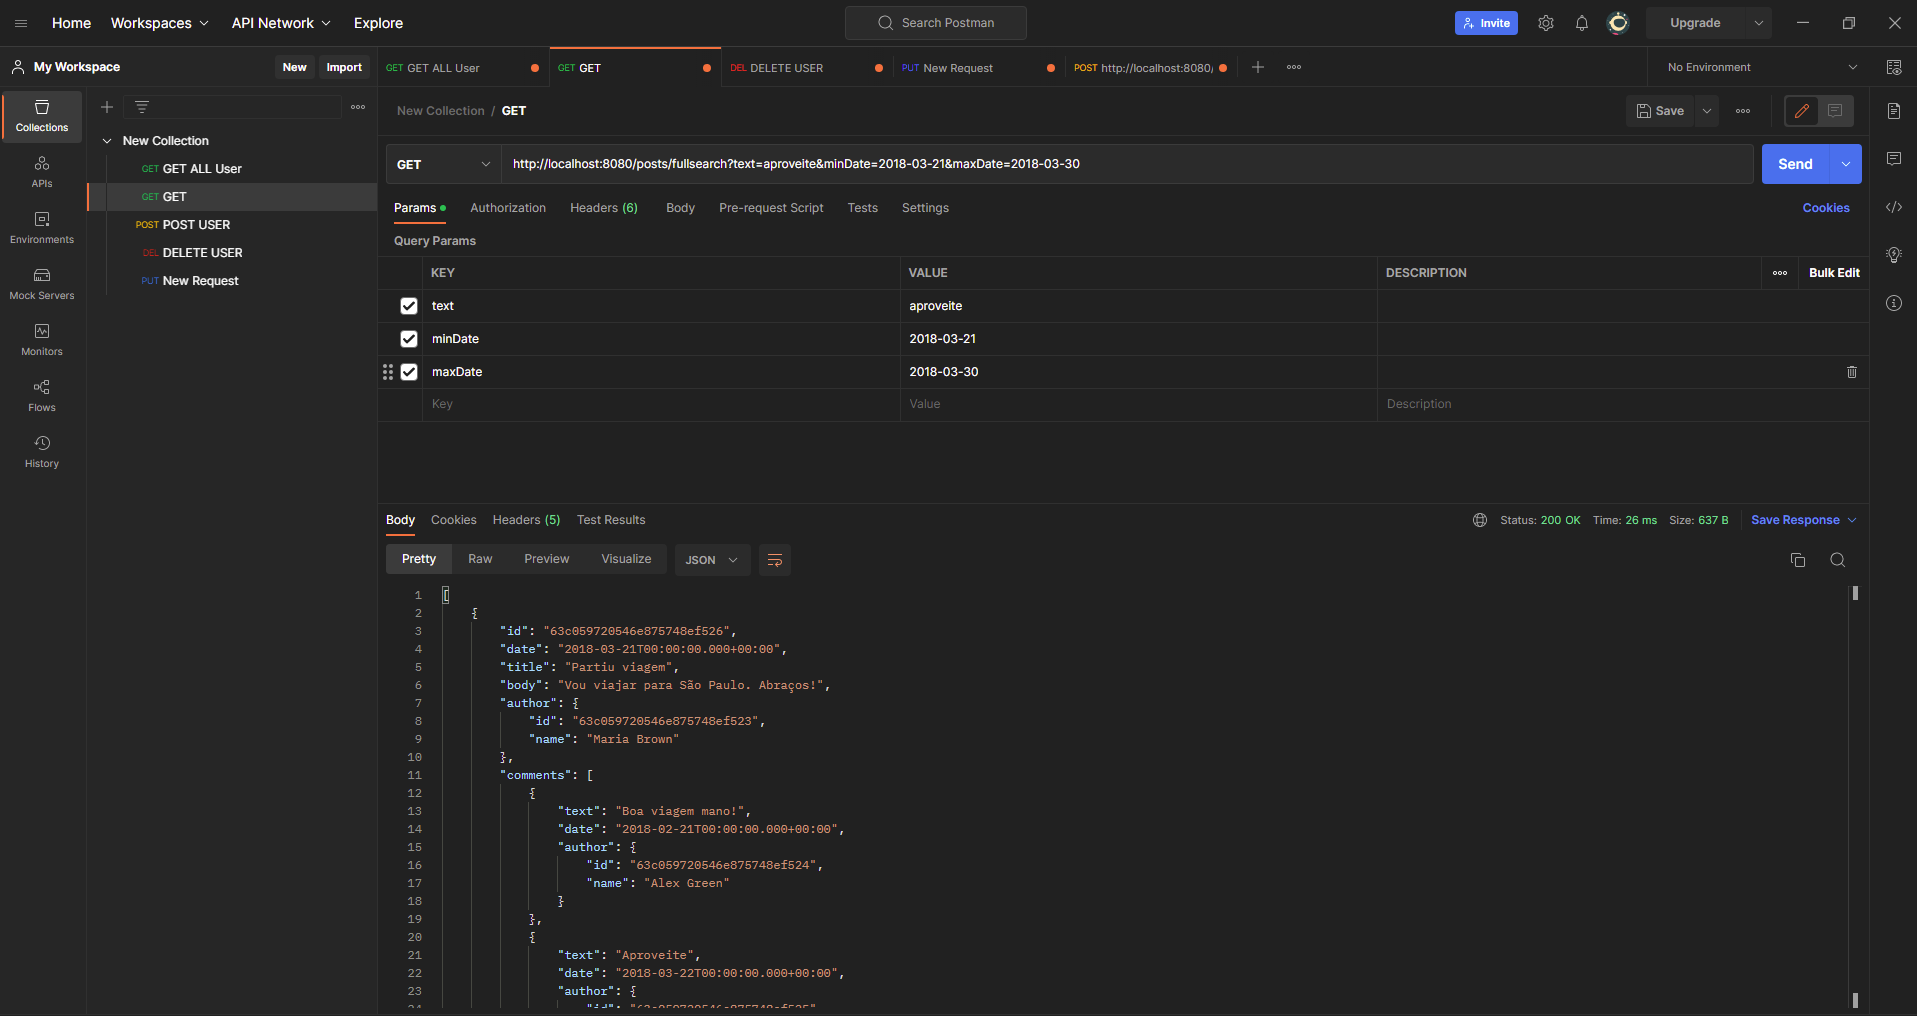 Home Workspaces API Network Explore Search Postman Invite Upgrade
My Workspace New Import
GET GET ALL User GET GET DEL DELETE USER PUT New Request POST http://localhost:8080/ No Environment
Collections
APIs
Environments
Mock Servers
Monitors
Flows
History
New Collection
GET GET ALL User
GET GET
POST POST USER
DEL DELETE USER
PUT New Request
New Collection / GET Save
GET http://localhost:8080/posts/fullsearch?text=aproveite&minDate=2018-03-21&maxDate=2018-03-30 Send
Params Authorization Headers (6) Body Pre-request Script Tests Settings Cookies
Query Params
KEY VALUE DESCRIPTION Bulk Edit
text aproveite
minDate 2018-03-21
maxDate 2018-03-30
Key Value Description
Body Cookies Headers (5) Test Results Status: 200 OK Time: 26 ms Size: 637 B Save Response
Pretty Raw Preview Visualize JSON
1 [
2 {
3 "id": "63c059720546e875748ef526",
4 "date": "2018-03-21T00:00:00.000+00:00",
5 "title": "Partiu viagem",
6 "body": "Vou viajar para São Paulo. Abraços!",
7 "author": {
8 "id": "63c059720546e875748ef523",
9 "name": "Maria Brown"
10 },
11 "comments": [
12 {
13 "text": "Boa viagem mano!",
14 "date": "2018-02-21T00:00:00.000+00:00",
15 "author": {
16 "id": "63c059720546e875748ef524",
17 "name": "Alex Green"
18 }
19 },
20 {
21 "text": "Aproveite",
22 "date": "2018-03-22T00:00:00.000+00:00",
23 "author": {
24 "id": "63c059720546e875748ef525",